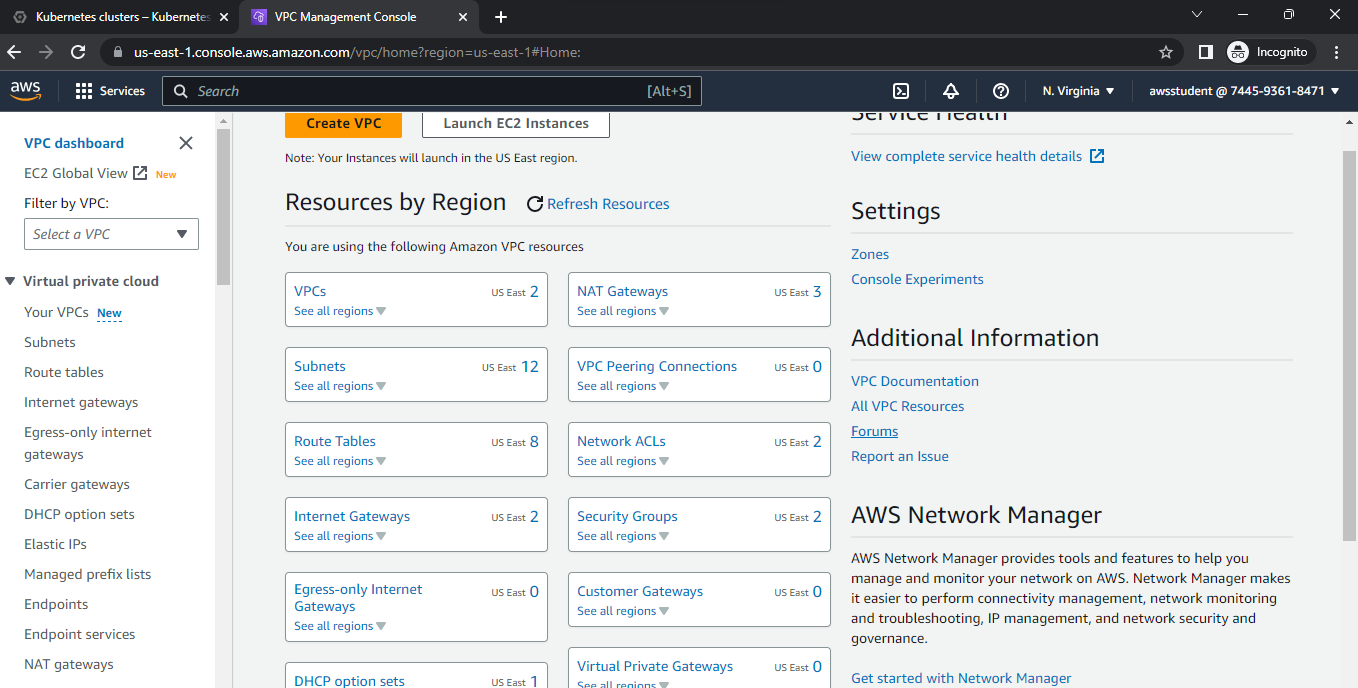 Kubernetes clusters – Kubernetes
VPC Management Console
us-east-1.console.aws.amazon.com/vpc/home?region=us-east-1#Home:
Incognito
aws
Services
Search
[Alt+S]
N. Virginia
awsstudent @ 7445-9361-8471
VPC dashboard
EC2 Global View New
Filter by VPC:
Select a VPC
Virtual private cloud
Your VPCs New
Subnets
Route tables
Internet gateways
Egress-only internet
gateways
Carrier gateways
DHCP option sets
Elastic IPs
Managed prefix lists
Endpoints
Endpoint services
NAT gateways
Create VPC
Launch EC2 Instances
Note: Your Instances will launch in the US East region.
Resources by Region
Refresh Resources
You are using the following Amazon VPC resources
VPCs US East 2
See all regions
NAT Gateways US East 3
See all regions
Subnets US East 12
See all regions
VPC Peering Connections US East 0
See all regions
Route Tables US East 8
See all regions
Network ACLs US East 2
See all regions
Internet Gateways US East 2
See all regions
Security Groups US East 2
See all regions
Egress-only Internet US East 0
Gateways
See all regions
Customer Gateways US East 0
See all regions
DHCP option sets US East 1
Virtual Private Gateways US East 0
See all regions
Service Health
View complete service health details
Settings
Zones
Console Experiments
Additional Information
VPC Documentation
All VPC Resources
Forums
Report an Issue
AWS Network Manager
AWS Network Manager provides tools and features to help you
manage and monitor your network on AWS. Network Manager makes
it easier to perform connectivity management, network monitoring
and troubleshooting, IP management, and network security and
governance.
Get started with Network Manager